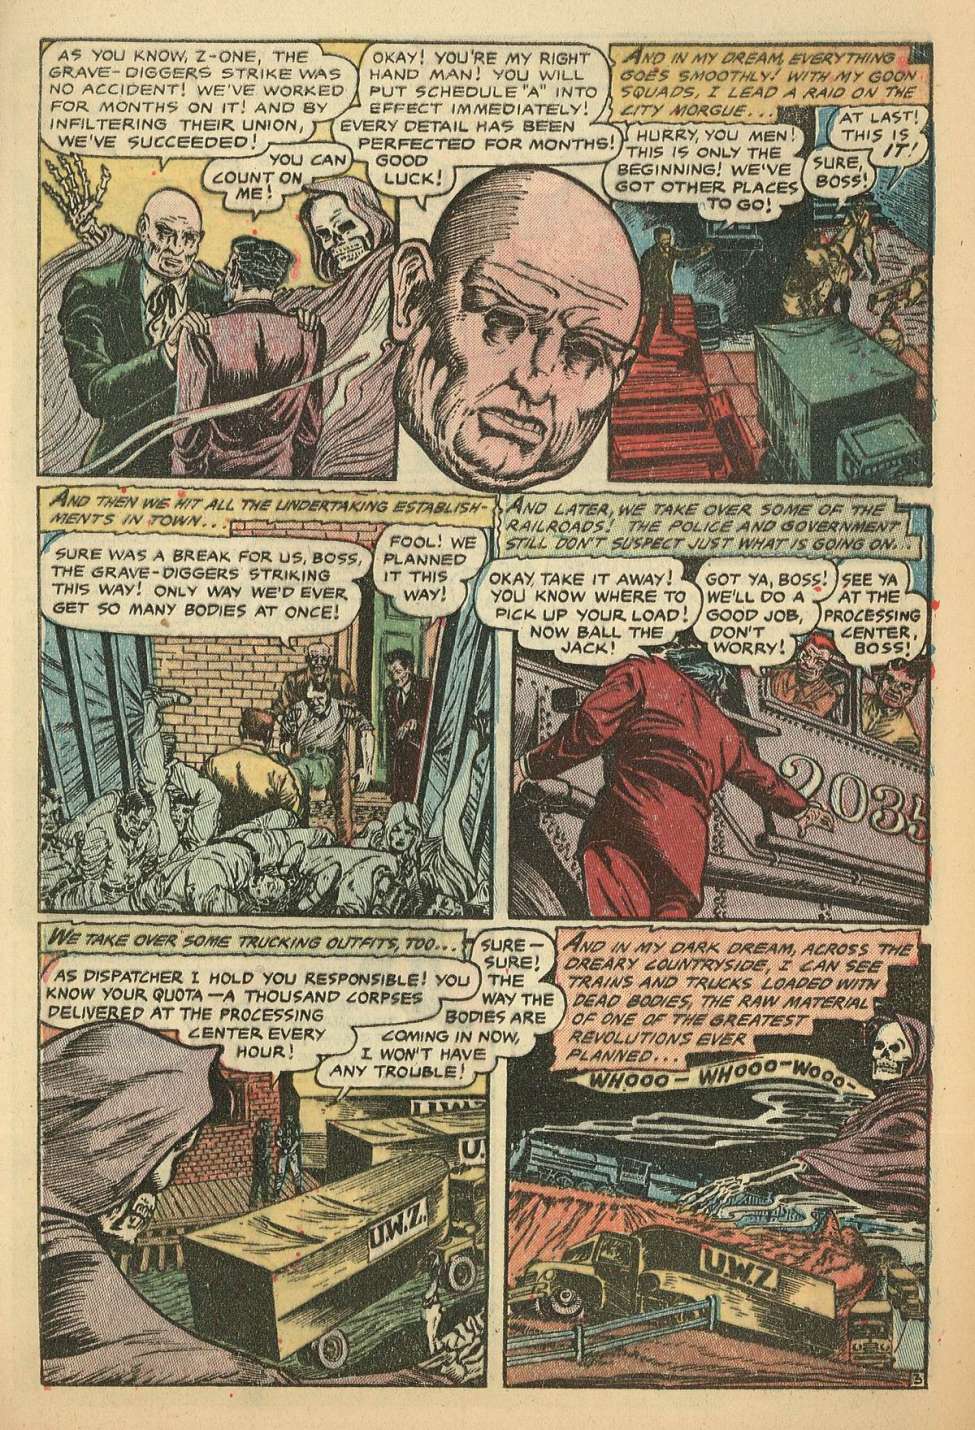 AS YOU KNOW, Z-ONE, THE
GRAVE-DIGGERS STRIKE WAS
NO ACCIDENT! WE'VE WORKED
FOR MONTHS ON IT! AND BY
INFILTERING THEIR UNION,
WE'VE SUCCEEDED!
YOU CAN
COUNT ON
ME!
OKAY! YOU'RE MY RIGHT
HAND MAN! YOU WILL
PUT SCHEDULE "A" INTO
EFFECT IMMEDIATELY!
EVERY DETAIL HAS BEEN
PERFECTED FOR MONTHS!
GOOD
LUCK!
AND IN MY DREAM, EVERYTHING
GOES SMOOTHLY! WITH MY GOON
SQUADS, I LEAD A RAID ON THE
CITY MORGUE...
HURRY, YOU MEN!
THIS IS ONLY THE
BEGINNING! WE'VE
GOT OTHER PLACES
TO GO!
SURE,
BOSS!
AT LAST!
THIS IS
IT!
AND THEN WE HIT ALL THE UNDERTAKING ESTABLISH-
MENTS IN TOWN...
SURE WAS A BREAK FOR US, BOSS,
THE GRAVE-DIGGERS STRIKING
THIS WAY! ONLY WAY WE'D EVER
GET SO MANY BODIES AT ONCE!
FOOL! WE
PLANNED
IT THIS
WAY!
AND LATER, WE TAKE OVER SOME OF THE
RAILROADS! THE POLICE AND GOVERNMENT
STILL DON'T SUSPECT JUST WHAT IS GOING ON...
OKAY, TAKE IT AWAY!
YOU KNOW WHERE TO
PICK UP YOUR LOAD!
NOW BALL THE
JACK!
GOT YA, BOSS!
WE'LL DO A
GOOD JOB,
DON'T
WORRY!
SEE YA
AT THE
PROCESSING
CENTER,
BOSS!
2035
WE TAKE OVER SOME TRUCKING OUTFITS, TOO...
AS DISPATCHER I HOLD YOU RESPONSIBLE! YOU
KNOW YOUR QUOTA—A THOUSAND CORPSES
DELIVERED AT THE PROCESSING
CENTER EVERY
HOUR!
SURE—
SURE!
THE
WAY THE
BODIES ARE
COMING IN NOW,
I WON'T HAVE
ANY TROUBLE!
U.W.Z.
U.
U.W.Z.
AND IN MY DARK DREAM, ACROSS THE
DREARY COUNTRYSIDE, I CAN SEE
TRAINS AND TRUCKS LOADED WITH
DEAD BODIES, THE RAW MATERIAL
OF ONE OF THE GREATEST
REVOLUTIONS EVER
PLANNED...
WHOOO-WHOOO-WOOO-
U.W.Z.
3